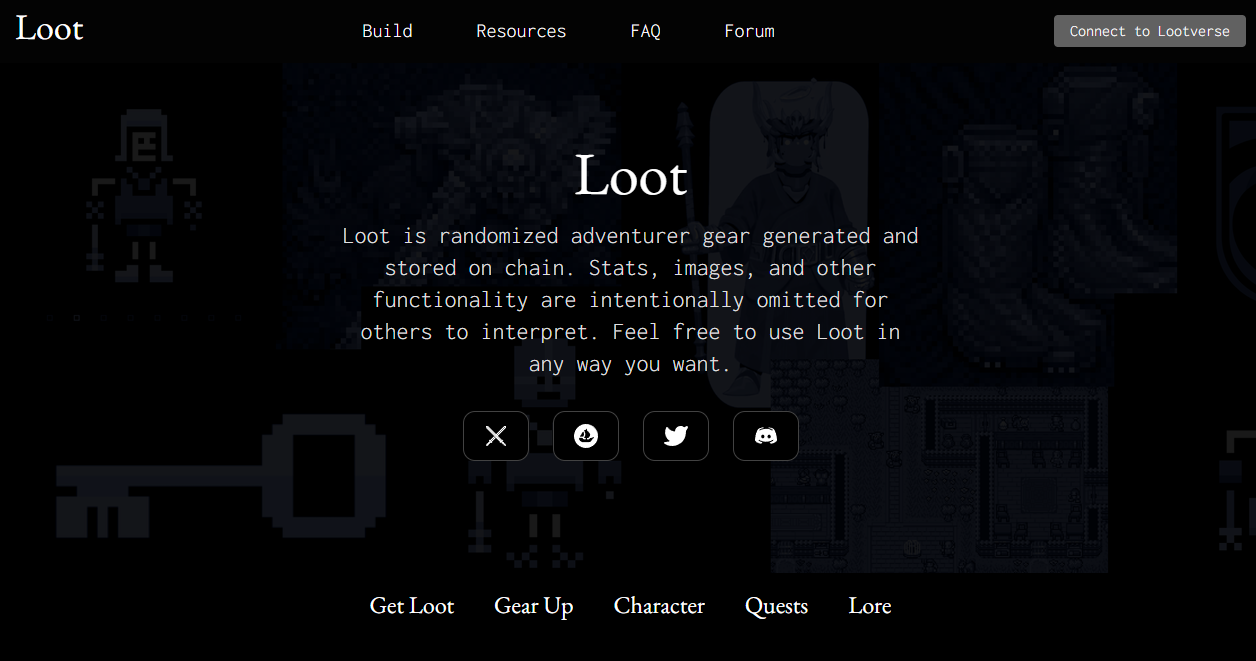 Loot
Build Resources FAQ Forum
Connect to Lootverse
Loot
Loot is randomized adventurer gear generated and
stored on chain. Stats, images, and other
functionality are intentionally omitted for
others to interpret. Feel free to use Loot in
any way you want.
Get Loot Gear Up Character Quests Lore